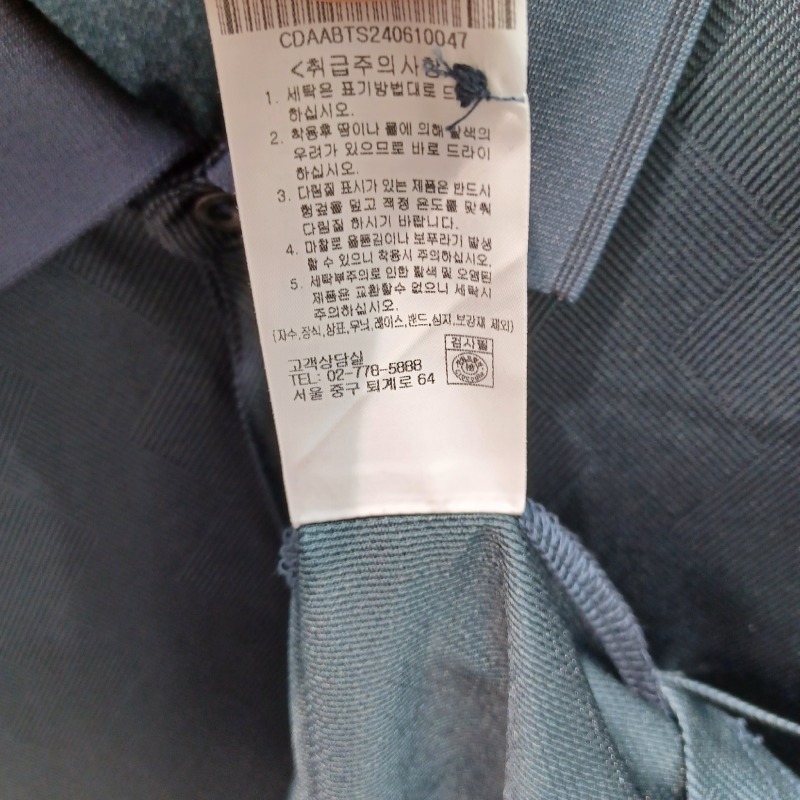 CDAABTS240610047
<취급주의사항
1. 세탁은 표기방법대로 드
하십시오.
2. 착용후 땀이나 물에 의해 탈색의
우려가 있으므로 바로 드라이
하십시오.
3. 다림질 표시가 있는 제품은 반드시
헝겊을 덮고 적정 온도를 맞춰
다림질 하시기 바랍니다.
4. 마찰로 올뜯김이나 보푸라기 발생
할 수 있으니 착용시 주의하십시오.
5. 세탁부주의로 인한 탈색 및 오염된
제품은 교환할수 없으니 세탁시
주의하십시오.
(자수,장식,상표,무늬,레이스,밴드,심지,보강재 제외)
검사필
고객상담실
TEL: 02-778-5888
서울 중구 퇴계로 64